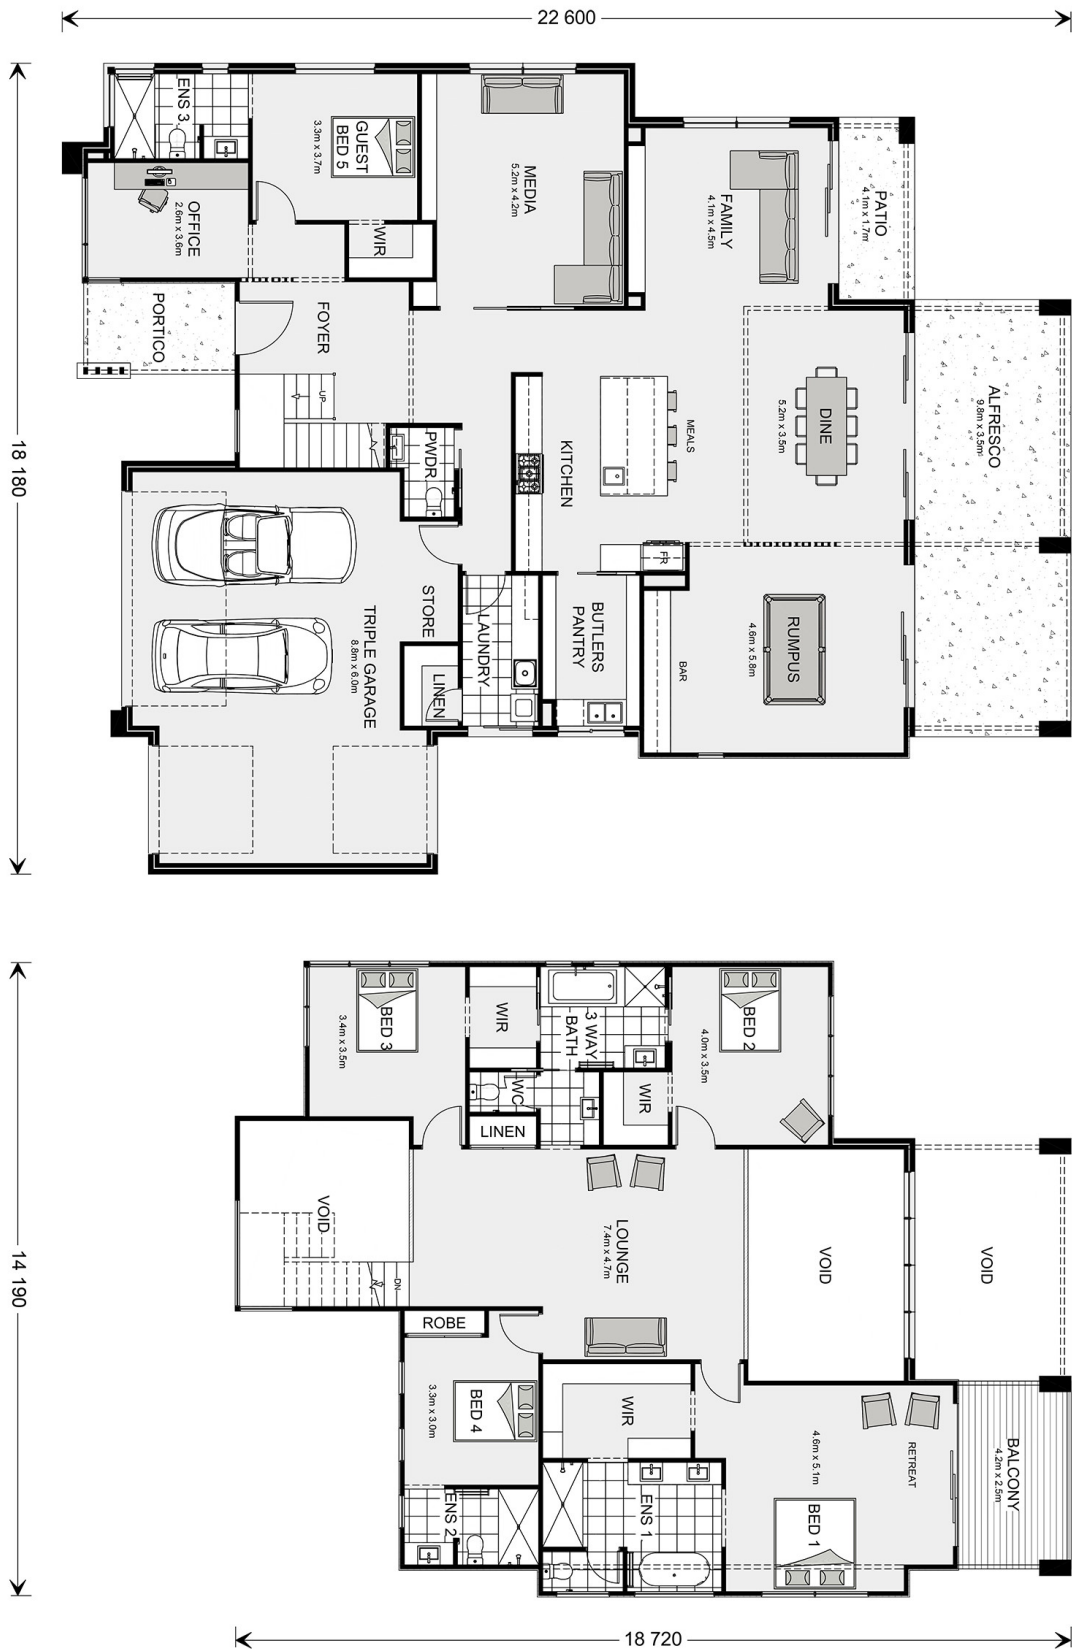 22 600
18 180
ENS 3
GUEST
BED 5
3.3m x 3.7m
WIR
OFFICE
2.6m x 3.6m
MEDIA
5.2m x 4.2m
FAMILY
4.1m x 4.5m
PATIO
4.1m x 1.7m
PORTICO
FOYER
UP
PWDR
KITCHEN
MEALS
DINE
5.2m x 3.5m
ALFRESCO
9.8m x 3.5m
FR
STORE
TRIPLE GARAGE
8.8m x 6.0m
LINEN
LAUNDRY
BUTLERS
PANTRY
BAR
RUMPUS
4.6m x 5.8m
14 190
BED 3
3.4m x 3.5m
WIR
3 WAY
BATH
WC
LINEN
WIR
BED 2
4.0m x 3.5m
VOID
DN
LOUNGE
7.4m x 4.7m
VOID
VOID
ROBE
BED 4
3.3m x 3.0m
ENS 2
WIR
ENS 1
BED 1
4.6m x 5.1m
RETREAT
BALCONY
4.2m x 2.5m
18 720